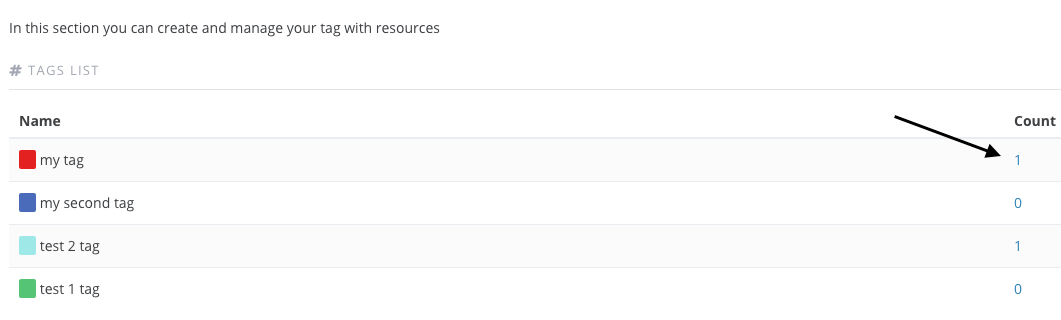 In this section you can create and manage your tag with resources
# TAGS LIST
Name Count
my tag 1
my second tag 0
test 2 tag 1
test 1 tag 0